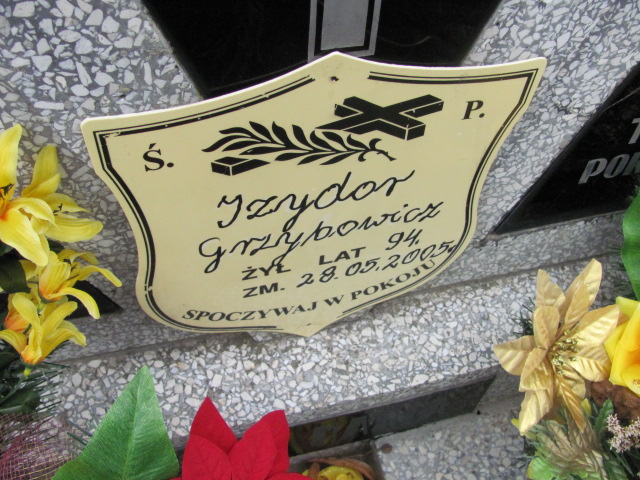 Ś. P.
Izydor
Grzybowicz
ŻYŁ LAT 94.
ZM. 28.05.2005.
SPOCZYWAJ W POKOJU